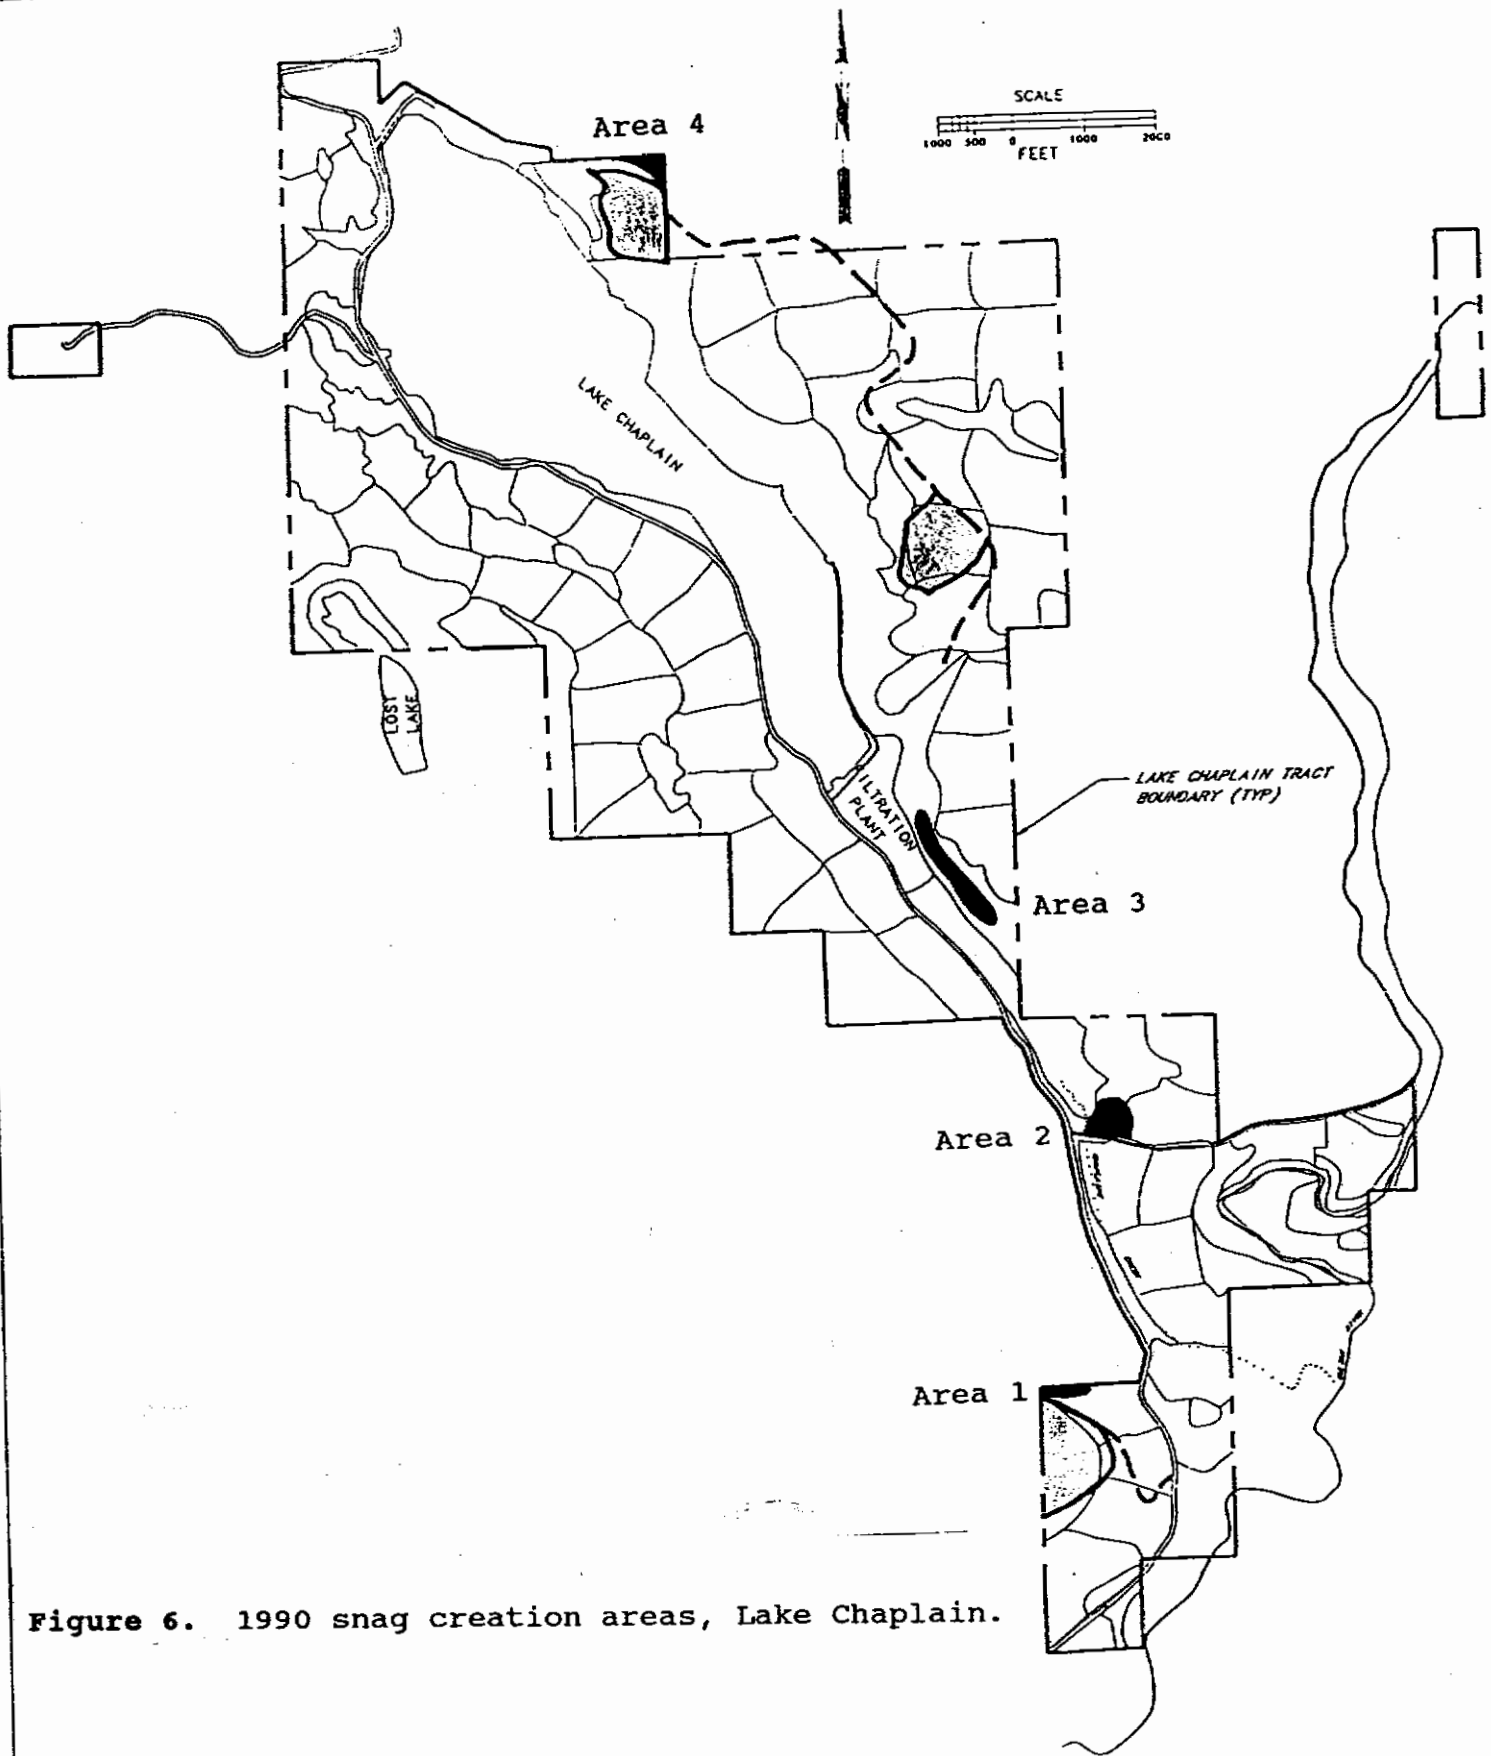 Area 4
SCALE
1000 500 0 1000 2000
FEET
LAKE CHAPLAIN
LOST
LAKE
LAKE CHAPLAIN TRACT
BOUNDARY (TYP)
FILTRATION
PLANT
Area 3
Area 2
Area 1
Figure 6. 1990 snag creation areas, Lake Chaplain.